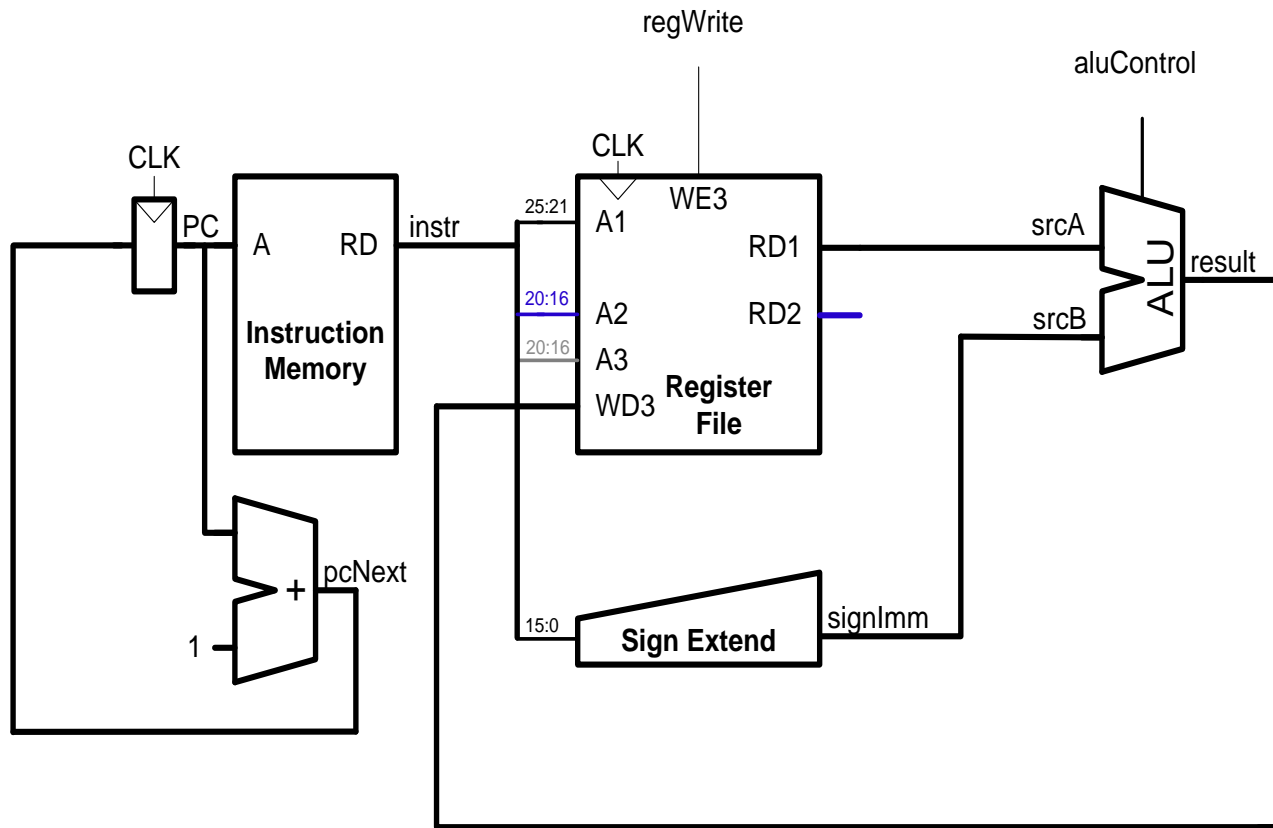 regWrite
aluControl
CLK
CLK
25:21
A1
WE3
PC
A
RD
instr
RD1
srcA
ALU
result
20:16
A2
RD2
srcB
Instruction
Memory
20:16
A3
Register
File
WD3
pcNext
+
1
15:0
Sign Extend
signImm